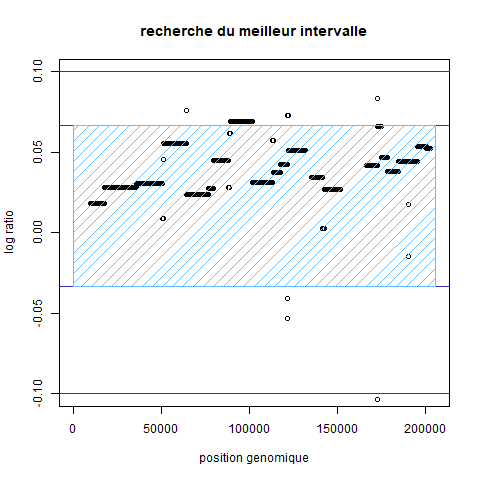 recherche du meilleur intervalle
log ratio
0.10
0.05
0.00
-0.05
-0.10
0 50000 100000 150000 200000
position genomique